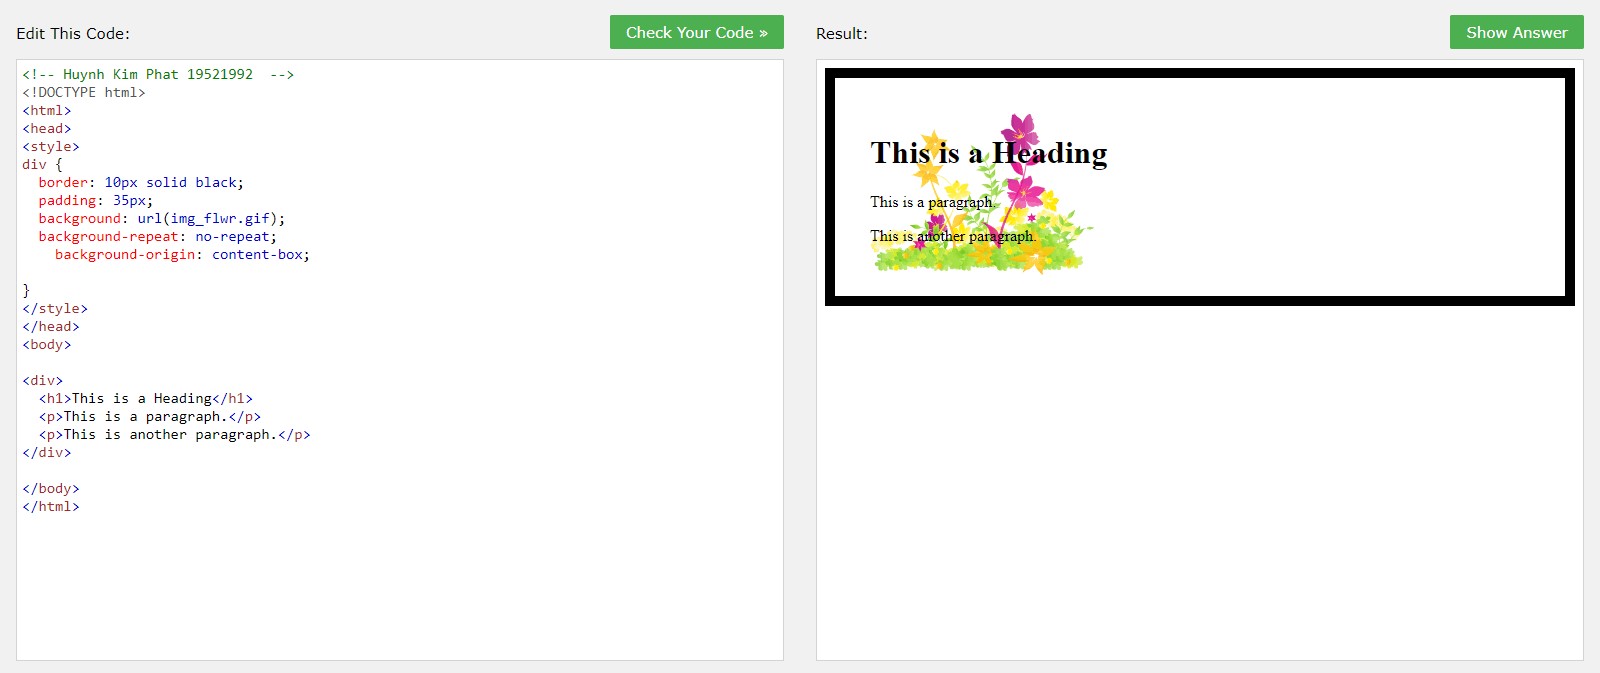 Edit This Code:
Check Your Code »
<!-- Huynh Kim Phat 19521992  -->
<!DOCTYPE html>
<html>
<head>
<style>
div {
  border: 10px solid black;
  padding: 35px;
  background: url(img_flwr.gif);
  background-repeat: no-repeat;
    background-origin: content-box;
}
</style>
</head>
<body>
<div>
  <h1>This is a Heading</h1>
  <p>This is a paragraph.</p>
  <p>This is another paragraph.</p>
</div>
</body>
</html>
Result:
Show Answer
This is a Heading
This is a paragraph.
This is another paragraph.